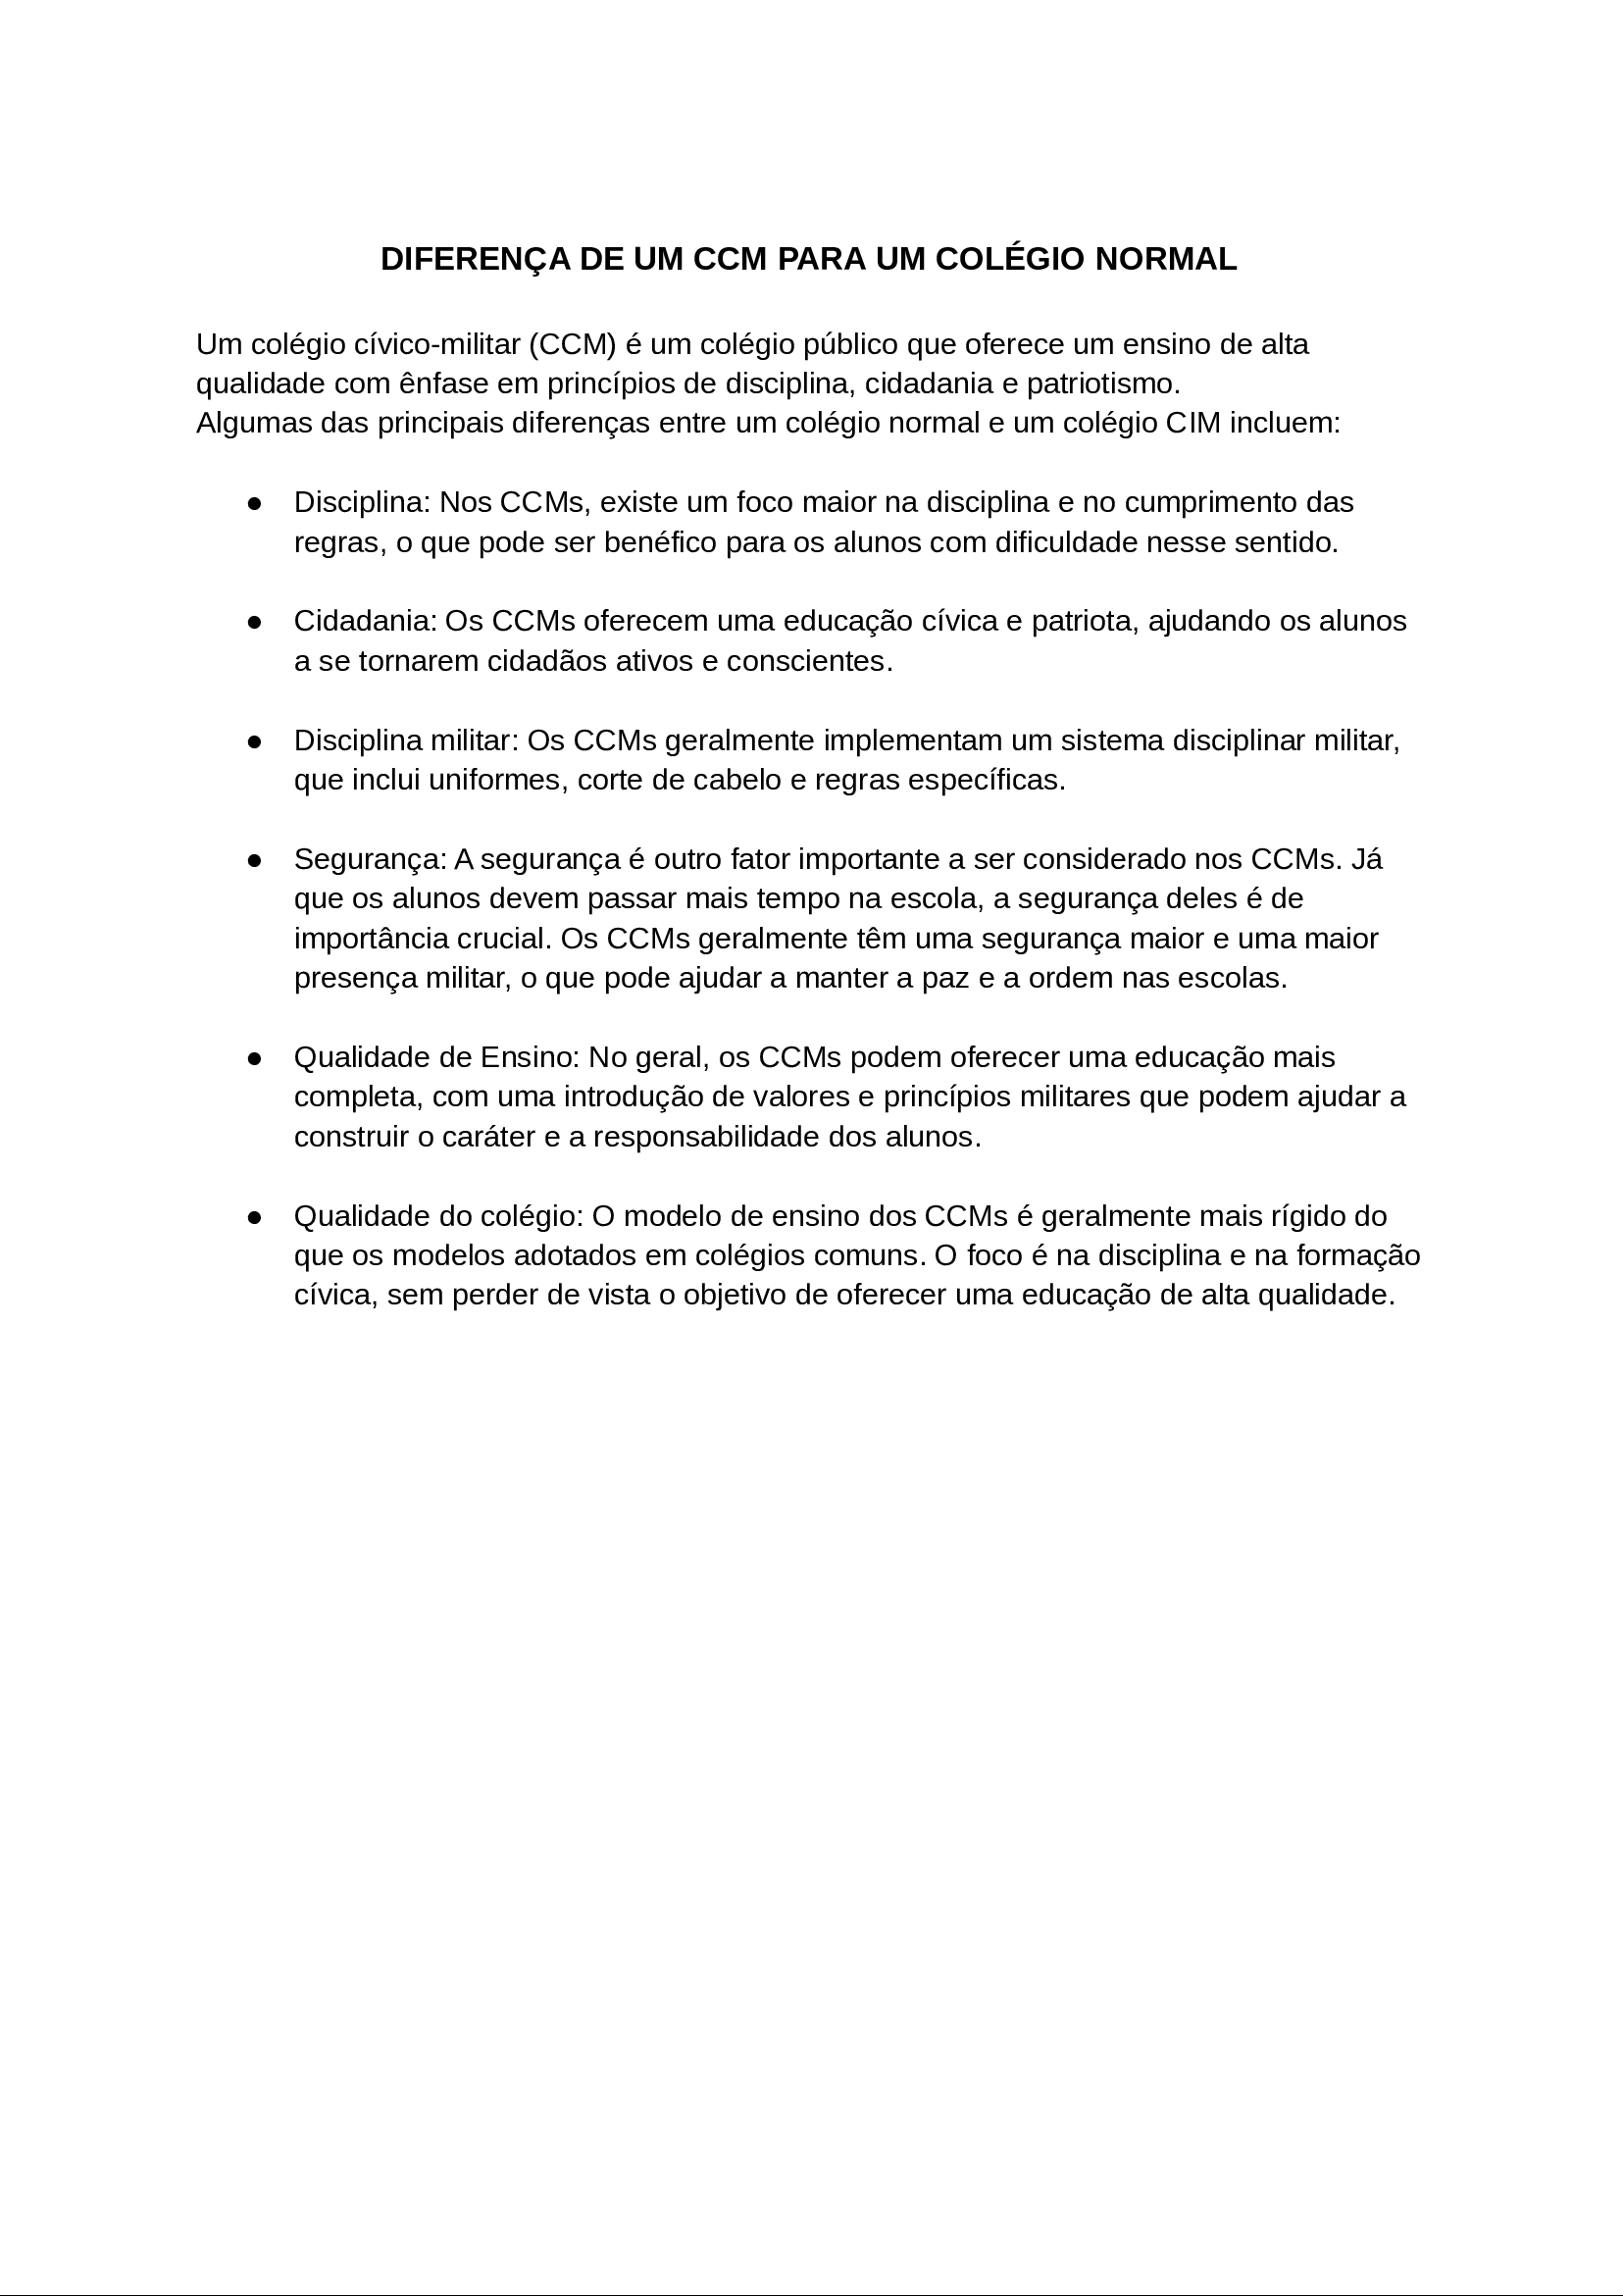 DIFERENÇA DE UM CCM PARA UM COLÉGIO NORMAL
Um colégio cívico-militar (CCM) é um colégio público que oferece um ensino de alta
qualidade com ênfase em princípios de disciplina, cidadania e patriotismo.
Algumas das principais diferenças entre um colégio normal e um colégio CIM incluem:
● Disciplina: Nos CCMs, existe um foco maior na disciplina e no cumprimento das
regras, o que pode ser benéfico para os alunos com dificuldade nesse sentido.
● Cidadania: Os CCMs oferecem uma educação cívica e patriota, ajudando os alunos
a se tornarem cidadãos ativos e conscientes.
● Disciplina militar: Os CCMs geralmente implementam um sistema disciplinar militar,
que inclui uniformes, corte de cabelo e regras específicas.
● Segurança: A segurança é outro fator importante a ser considerado nos CCMs. Já
que os alunos devem passar mais tempo na escola, a segurança deles é de
importância crucial. Os CCMs geralmente têm uma segurança maior e uma maior
presença militar, o que pode ajudar a manter a paz e a ordem nas escolas.
● Qualidade de Ensino: No geral, os CCMs podem oferecer uma educação mais
completa, com uma introdução de valores e princípios militares que podem ajudar a
construir o caráter e a responsabilidade dos alunos.
● Qualidade do colégio: O modelo de ensino dos CCMs é geralmente mais rígido do
que os modelos adotados em colégios comuns. O foco é na disciplina e na formação
cívica, sem perder de vista o objetivo de oferecer uma educação de alta qualidade.